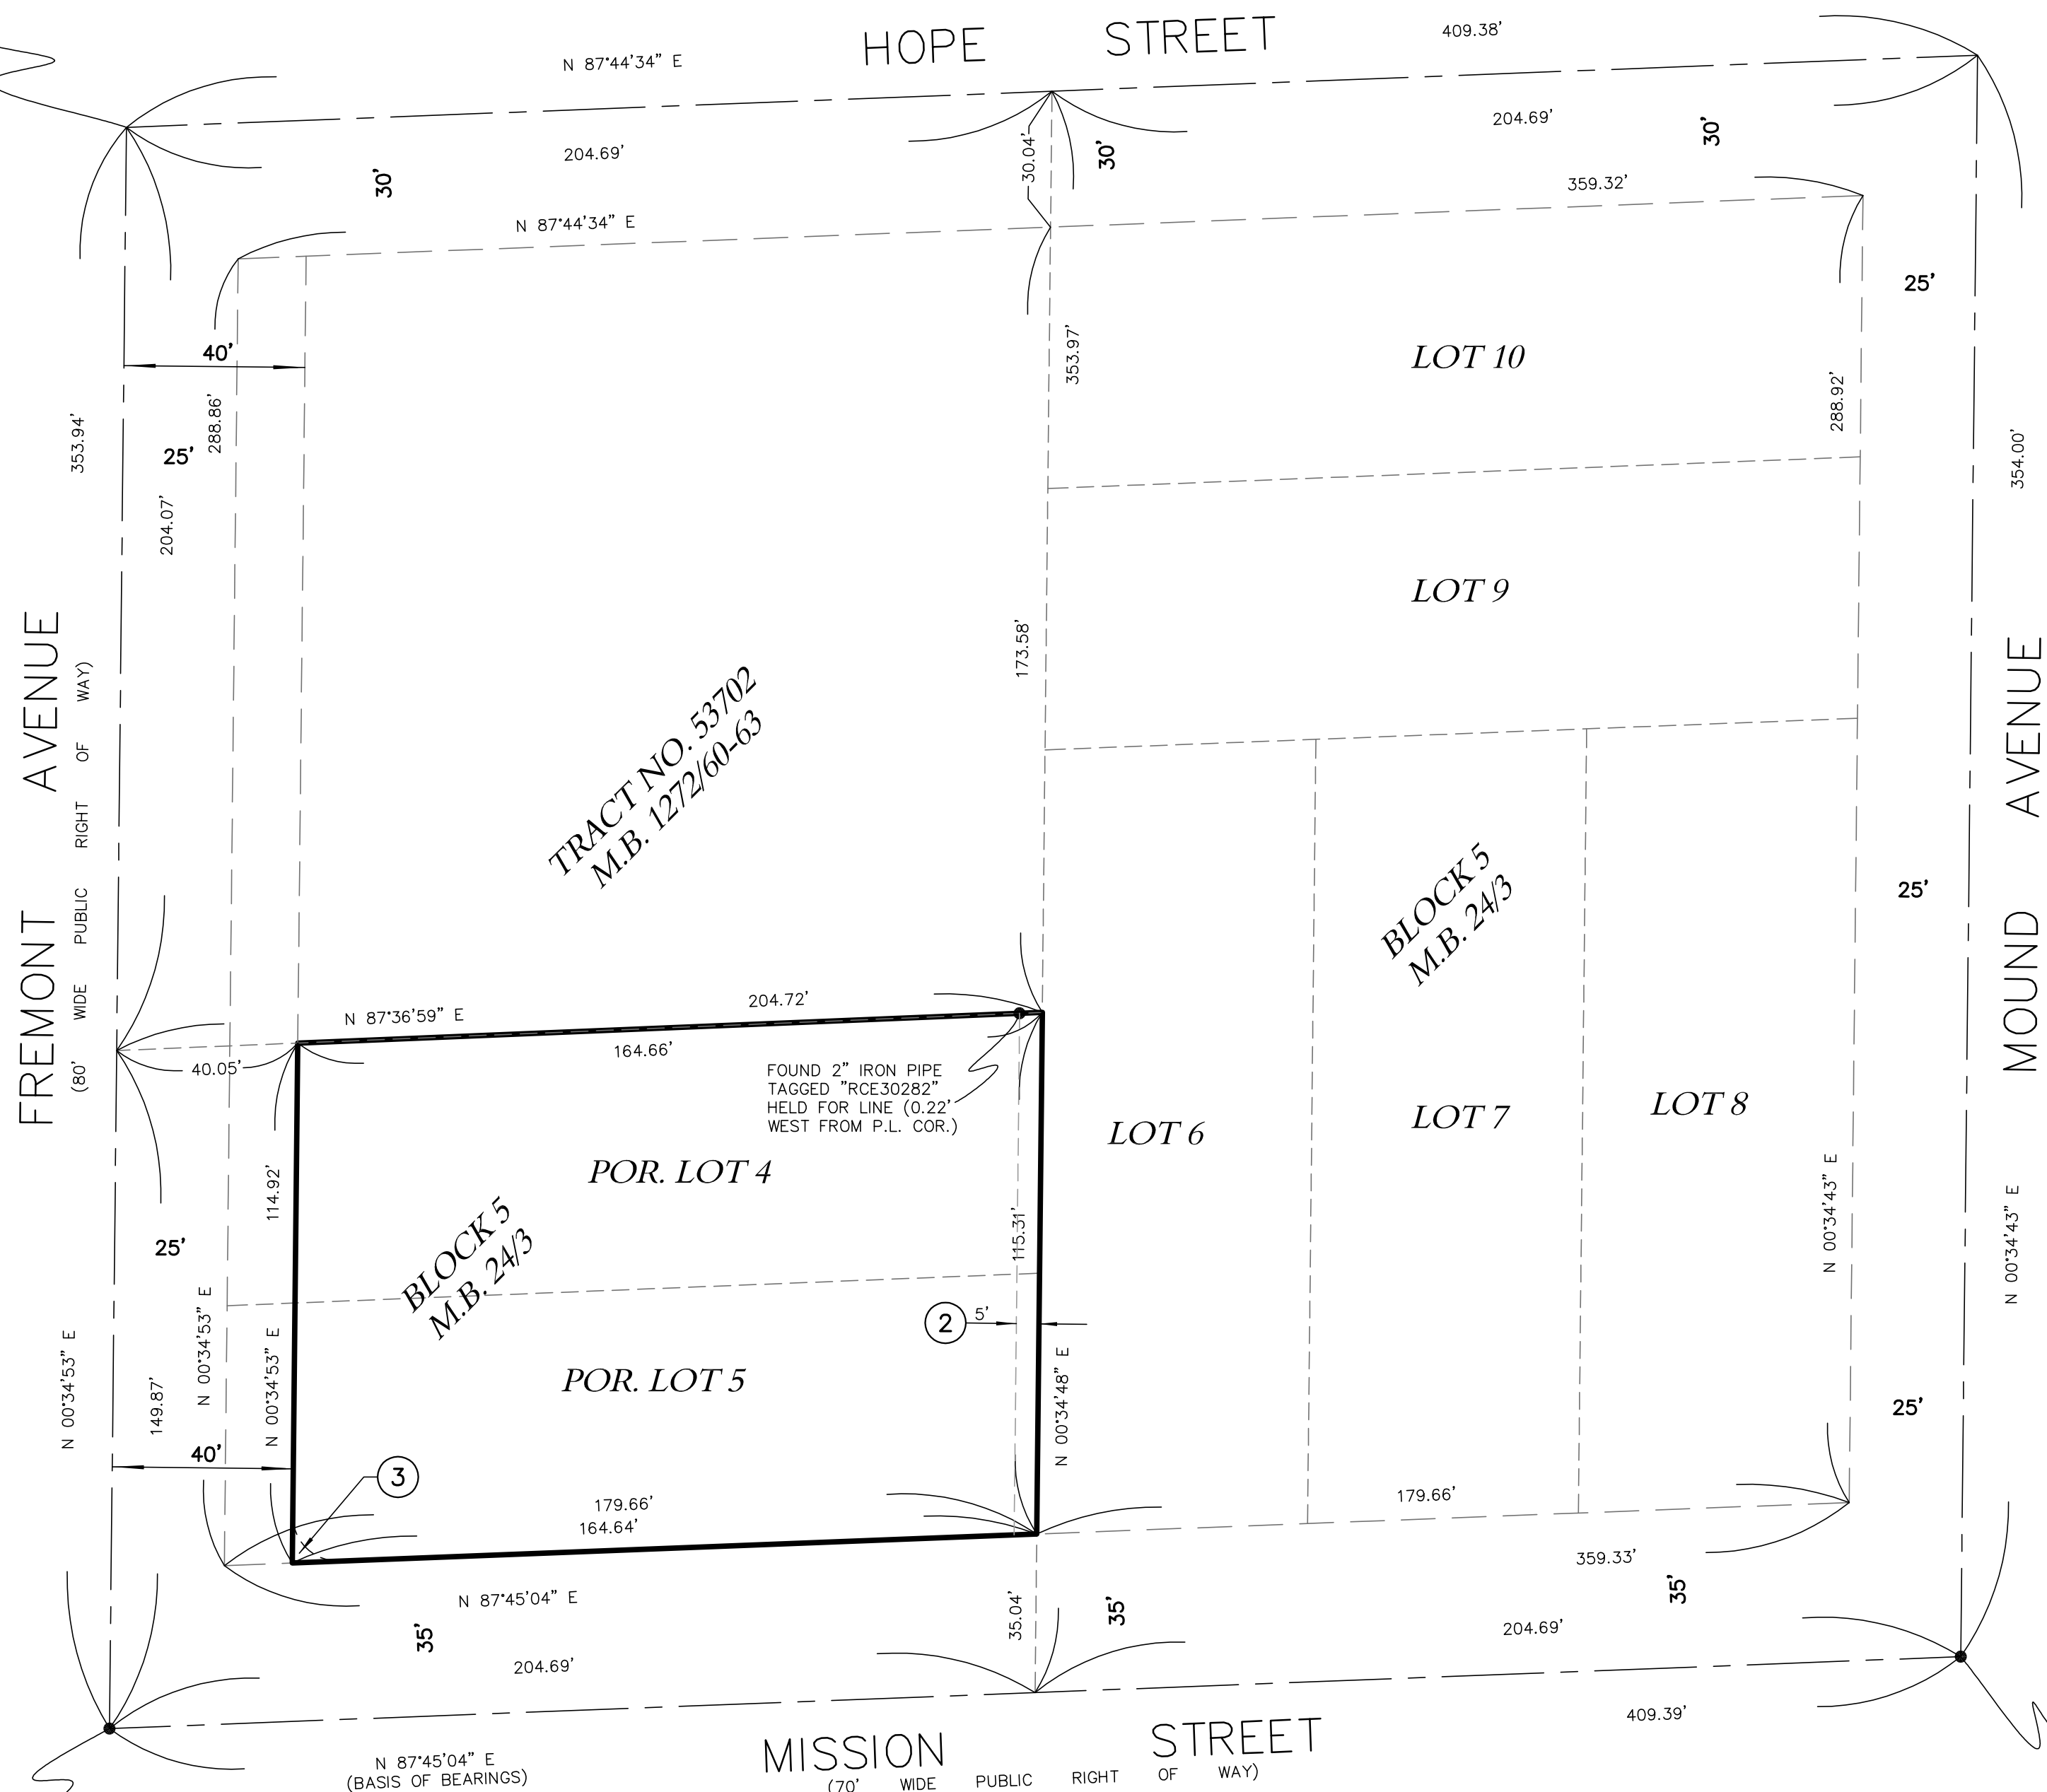 HOPE STREET
409.38'
N 87°44'34" E
204.69'
204.69'
30'
30.04'
30'
30'
359.32'
N 87°44'34" E
25'
40'
353.94'
25'
288.86'
204.07'
353.97'
LOT 10
288.92'
354.00'
LOT 9
173.58'
FREMONT AVENUE
(80' WIDE PUBLIC RIGHT OF WAY)
TRACT NO. 53702
M.B. 1272/60-63
BLOCK 5
M.B. 24/3
25'
MOUND AVENUE
N 87°36'59" E
204.72'
40.05'
164.66'
FOUND 2" IRON PIPE
TAGGED "RCE30282"
HELD FOR LINE (0.22'
WEST FROM P.L. COR.)
LOT 6
LOT 7
LOT 8
114.92'
POR. LOT 4
115.31'
25'
BLOCK 5
M.B. 24/3
N 00°34'43" E
N 00°34'43" E
2
5'
N 00°34'53" E
149.87'
N 00°34'53" E
N 00°34'53" E
POR. LOT 5
N 00°34'48" E
25'
40'
3
179.66'
164.64'
179.66'
359.33'
N 87°45'04" E
35'
35.04'
35'
35'
204.69'
204.69'
409.39'
MISSION STREET
N 87°45'04" E
(BASIS OF BEARINGS)
(70' WIDE PUBLIC RIGHT OF WAY)